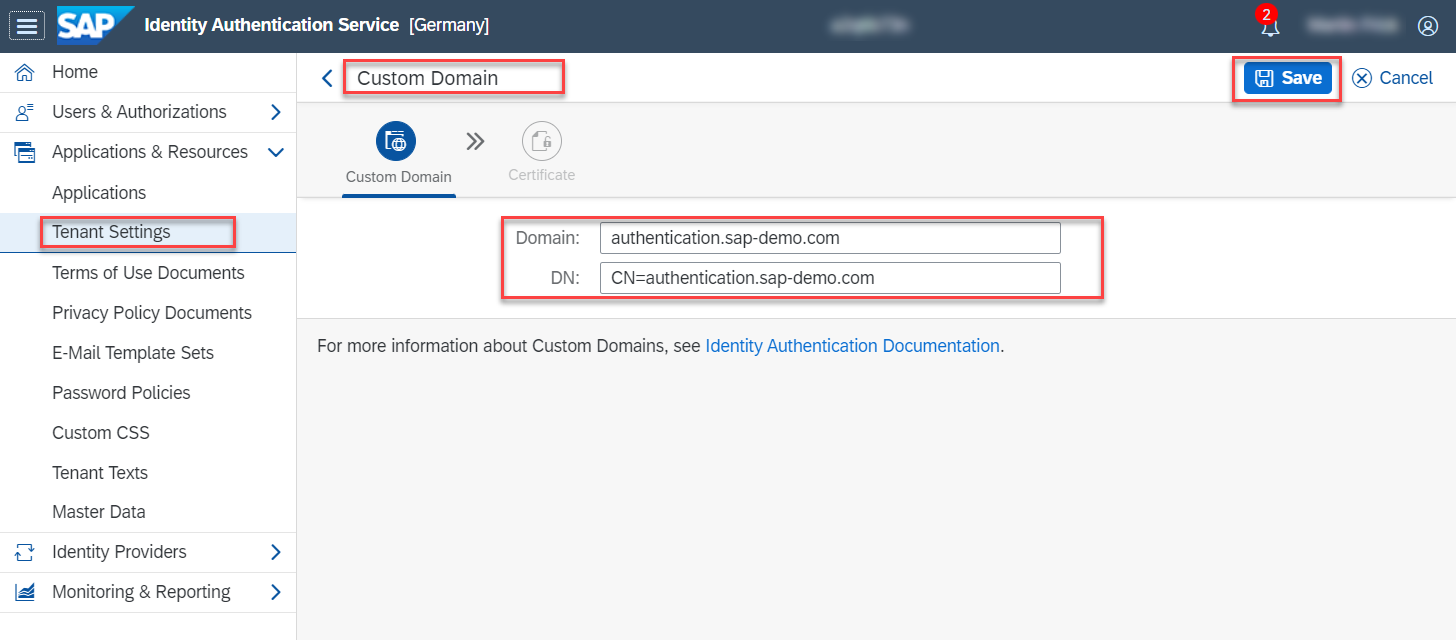 SAP Identity Authentication Service [Germany] 2
Home
Users & Authorizations
Applications & Resources
Applications
Tenant Settings
Terms of Use Documents
Privacy Policy Documents
E-Mail Template Sets
Password Policies
Custom CSS
Tenant Texts
Master Data
Identity Providers
Monitoring & Reporting
Custom Domain
Save Cancel
Custom Domain Certificate
Domain: authentication.sap-demo.com
DN: CN=authentication.sap-demo.com
For more information about Custom Domains, see Identity Authentication Documentation.